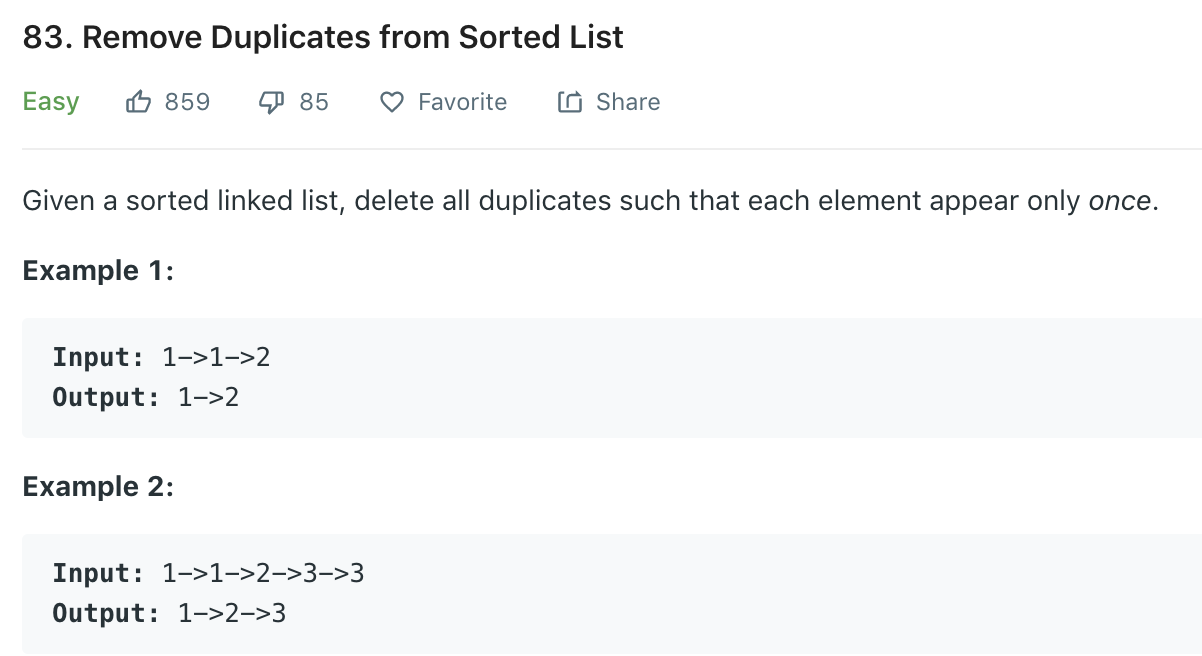 83. Remove Duplicates from Sorted List
Easy 859 85 Favorite Share
Given a sorted linked list, delete all duplicates such that each element appear only once.
Example 1:
Input: 1->1->2
Output: 1->2
Example 2:
Input: 1->1->2->3->3
Output: 1->2->3